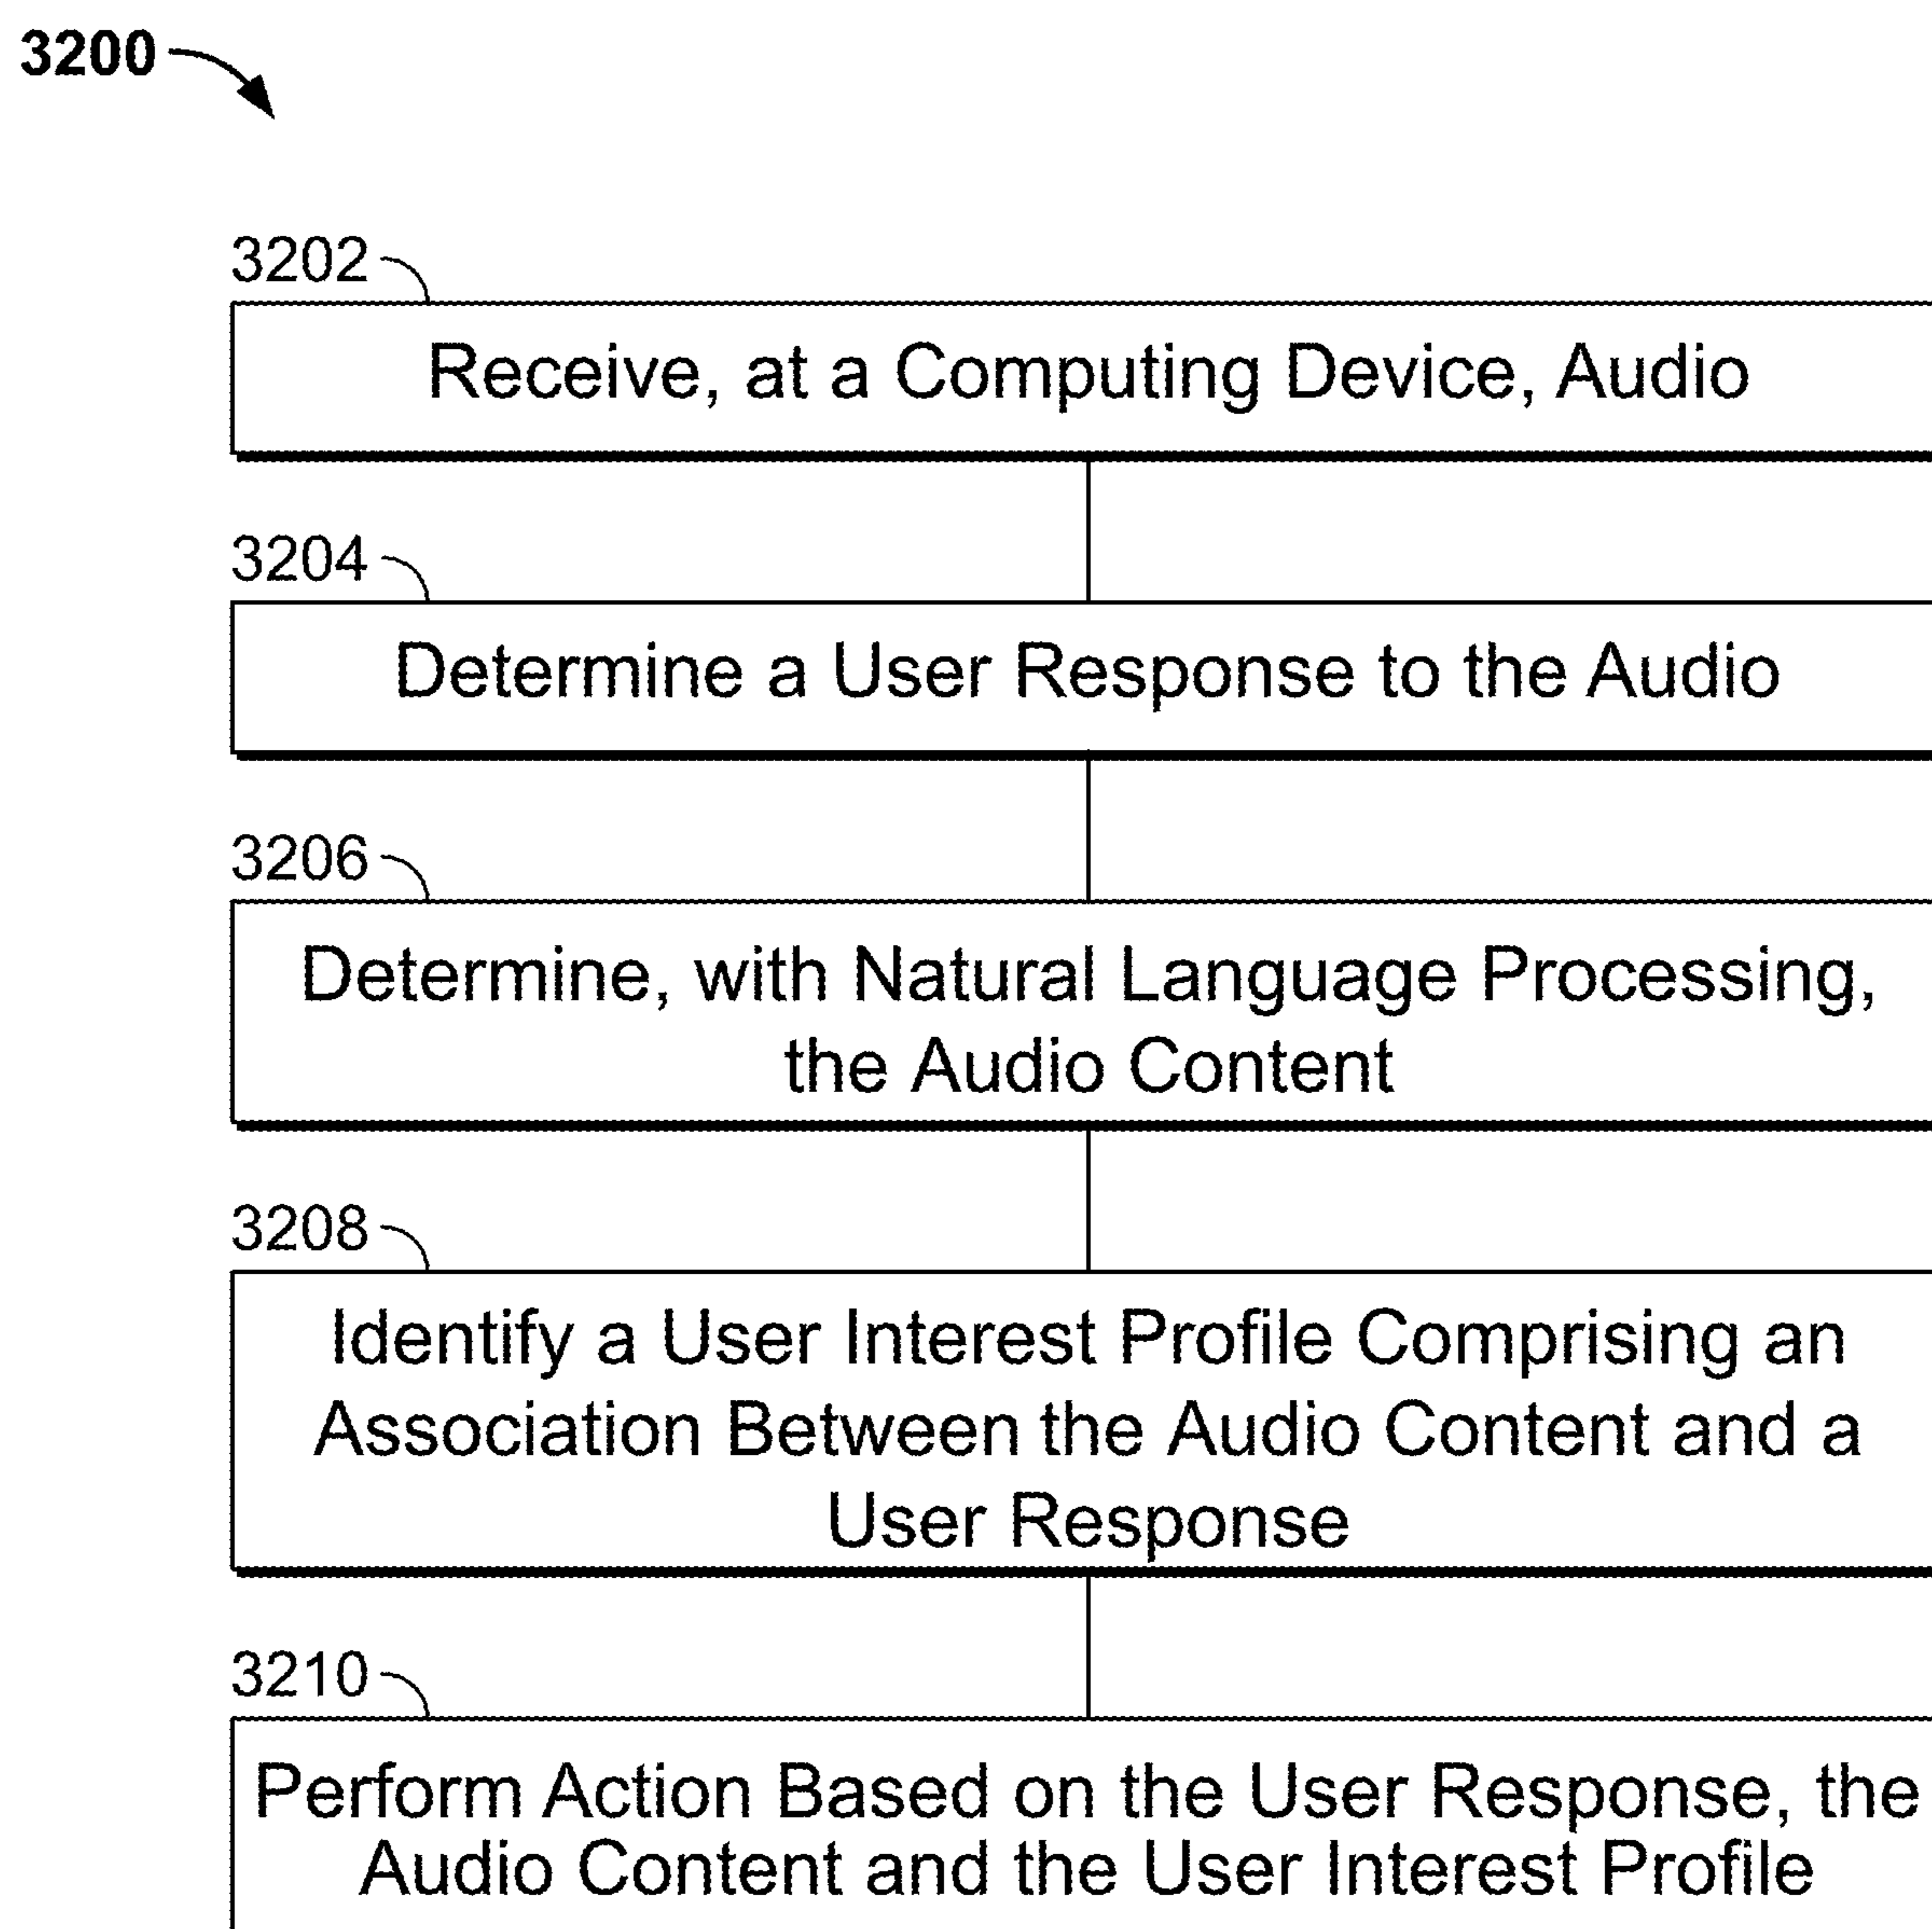 3200
3202
Receive, at a Computing Device, Audio
3204
Determine a User Response to the Audio
3206
Determine, with Natural Language Processing,
the Audio Content
3208
Identify a User Interest Profile Comprising an
Association Between the Audio Content and a
User Response
3210
Perform Action Based on the User Response, the
Audio Content and the User Interest Profile